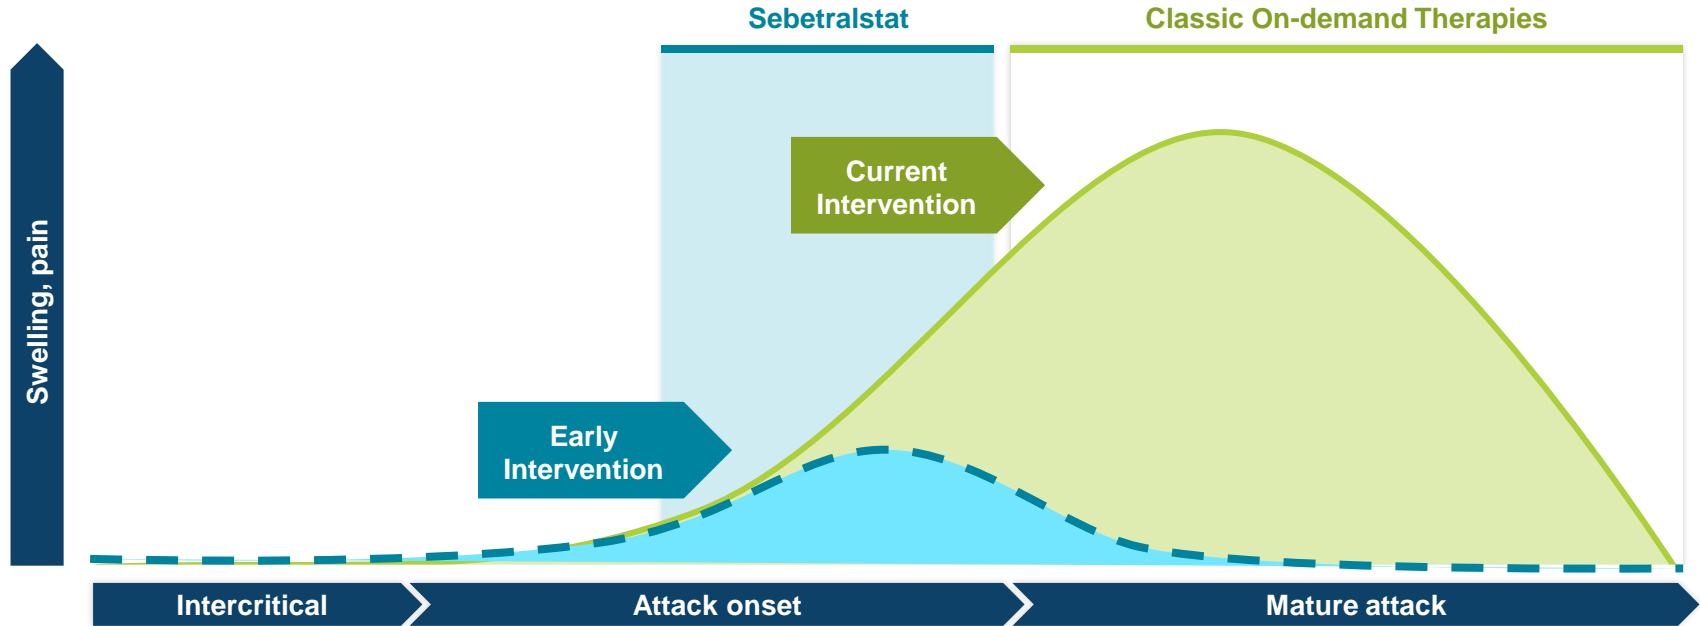 Sebetralstat
Classic On-demand Therapies
Swelling, pain
Current
Intervention
Early
Intervention
Intercritical
Attack onset
Mature attack